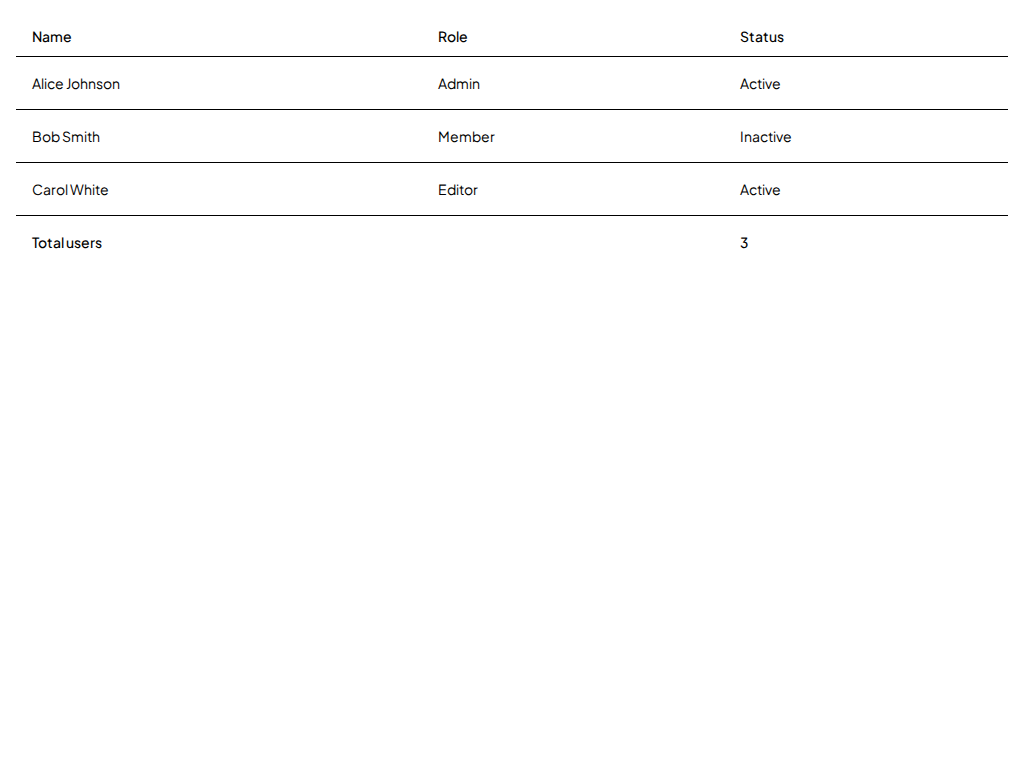 Name Role Status
Alice Johnson Admin Active
Bob Smith Member Inactive
Carol White Editor Active
Total users 3